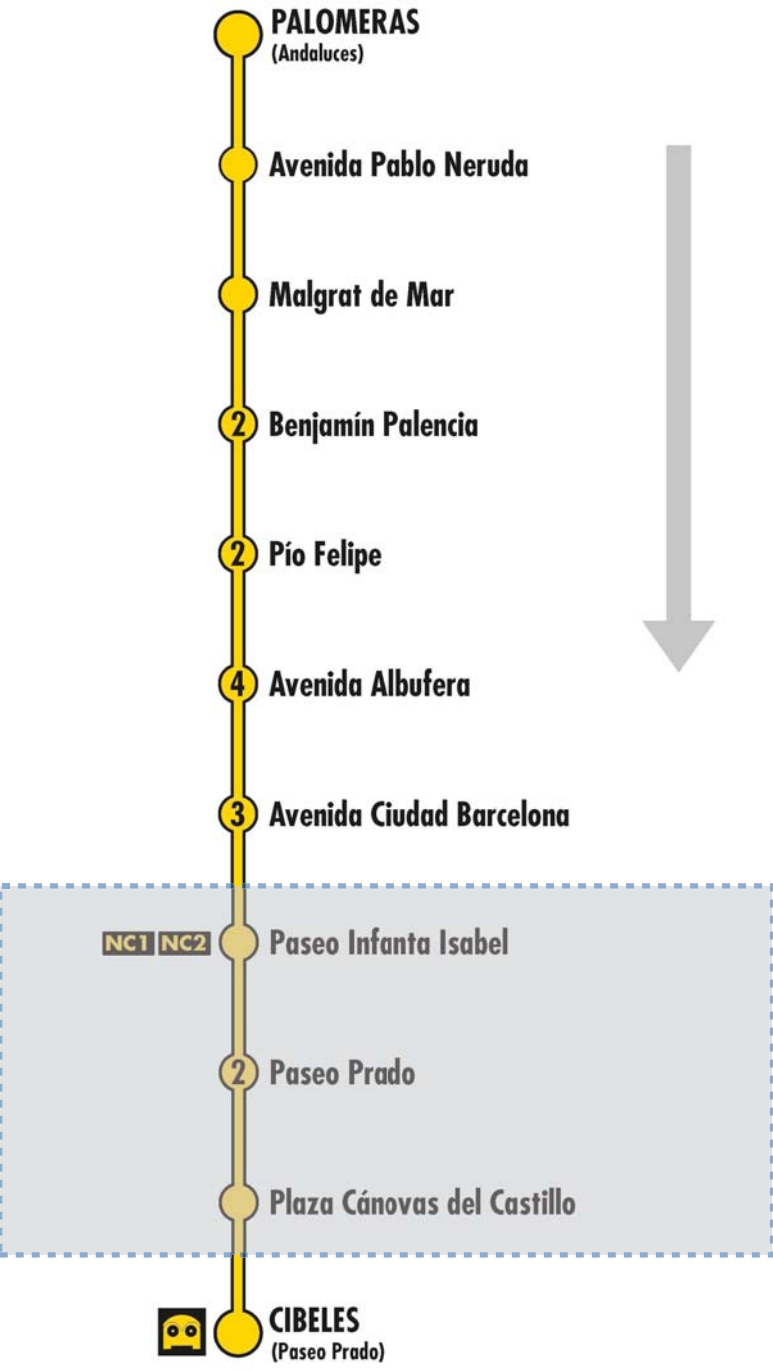 PALOMERAS
(Andaluces)
Avenida Pablo Neruda
Malgrat de Mar
2 Benjamín Palencia
2 Pío Felipe
4 Avenida Albufera
3 Avenida Ciudad Barcelona
NC1 NC2 Paseo Infanta Isabel
2 Paseo Prado
Plaza Cánovas del Castillo
CIBELES
(Paseo Prado)